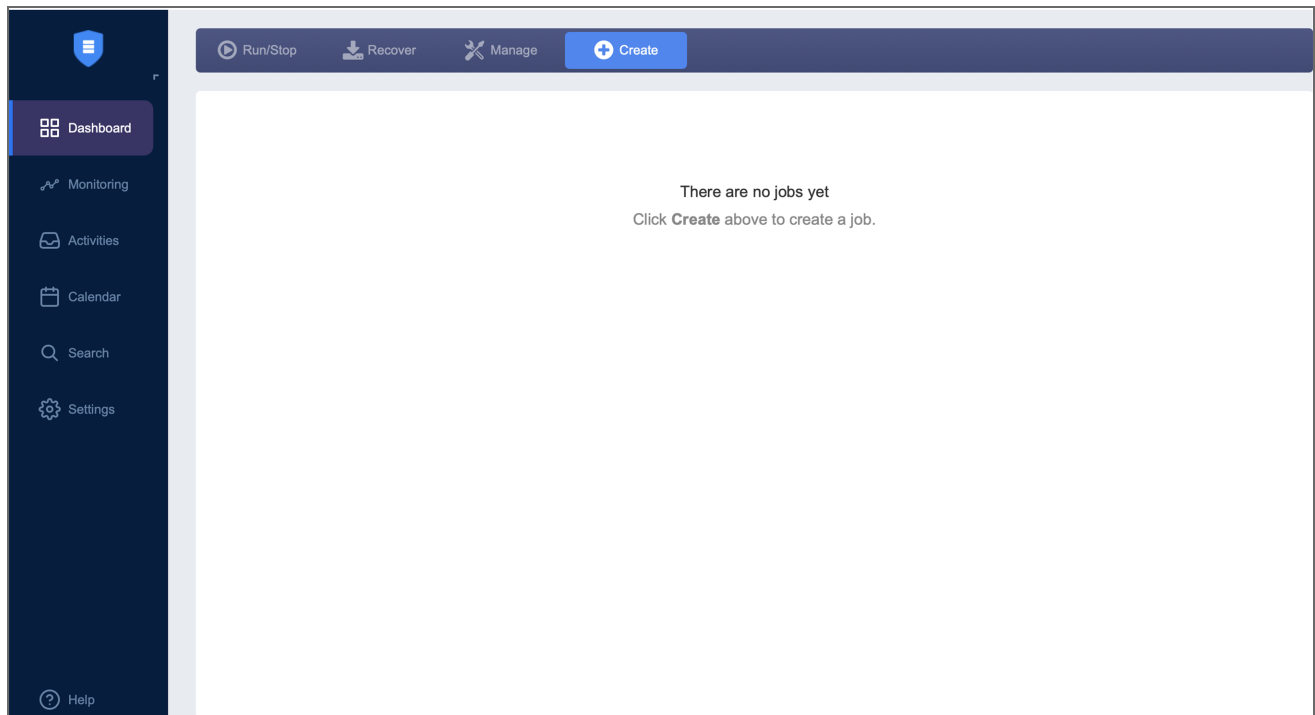 Run/Stop
Recover
Manage
Create
Dashboard
Monitoring
Activities
Calendar
Search
Settings
Help
There are no jobs yet
Click Create above to create a job.